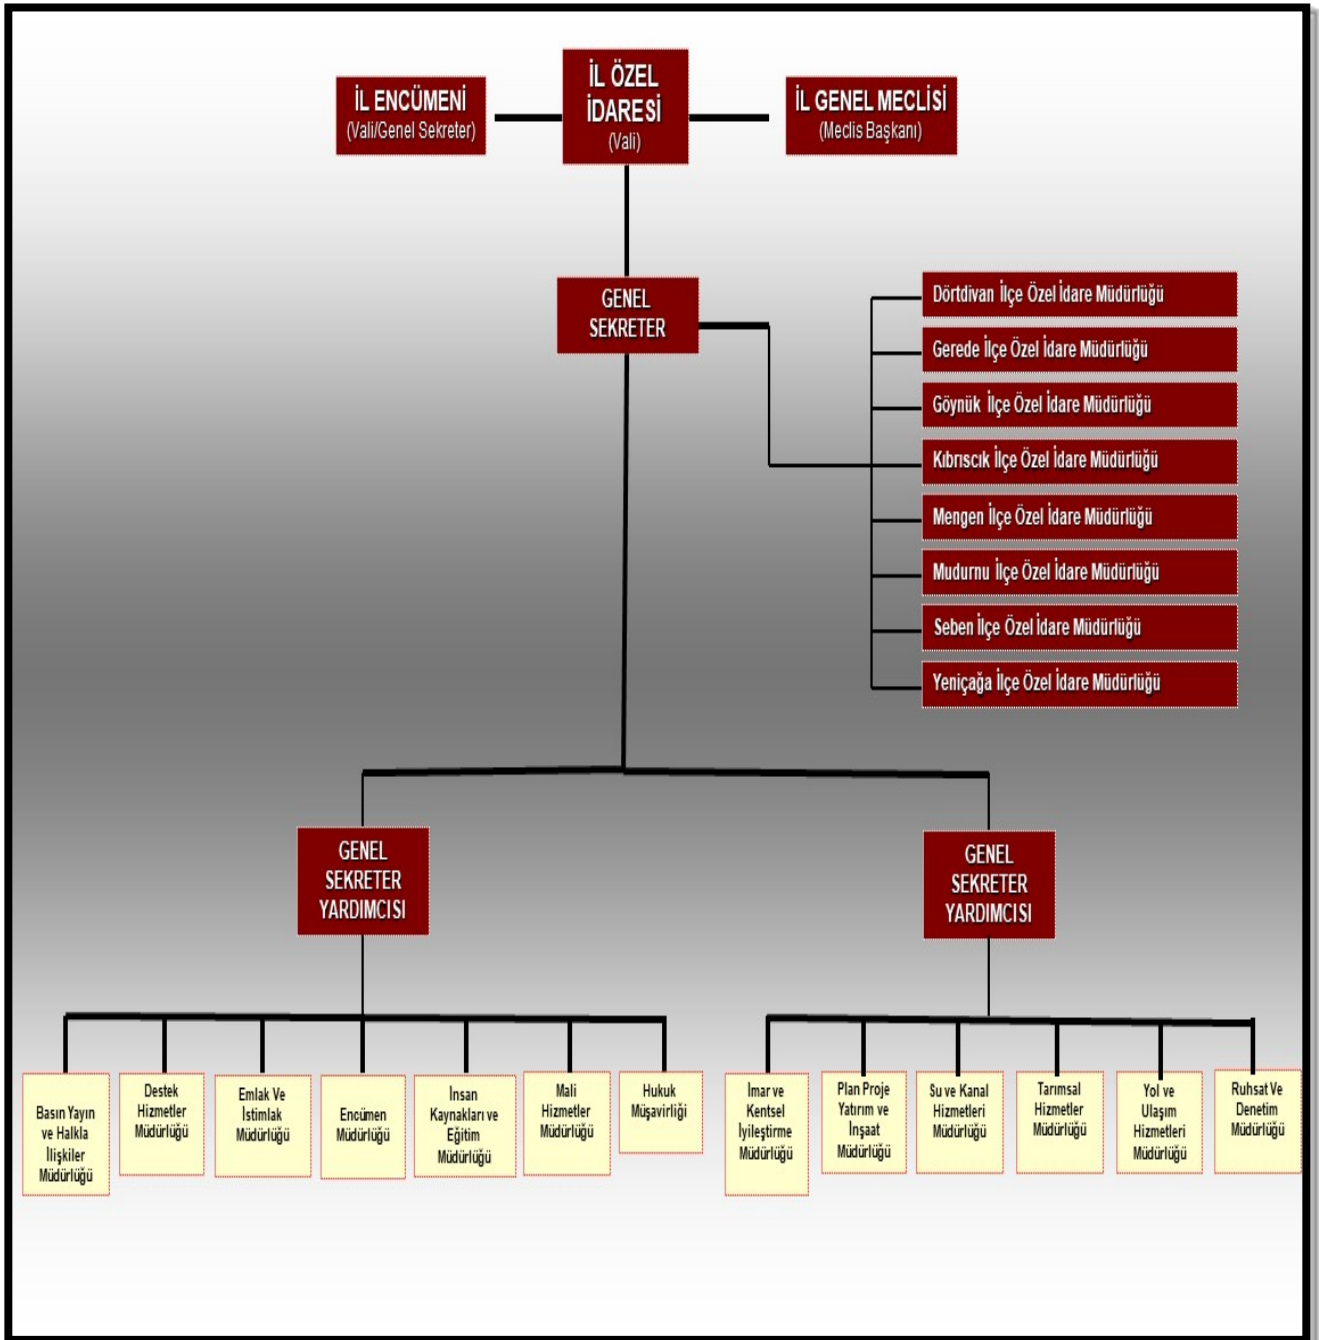 İL ENCÜMENİ
(Vali/Genel Sekreter)
İL ÖZEL
İDARESİ
(Vali)
İL GENEL MECLİSİ
(Meclis Başkanı)
GENEL
SEKRETER
Dörtdivan İlçe Özel İdare Müdürlüğü
Gerede İlçe Özel İdare Müdürlüğü
Göynük İlçe Özel İdare Müdürlüğü
Kıbrıscık İlçe Özel İdare Müdürlüğü
Mengen İlçe Özel İdare Müdürlüğü
Mudurnu İlçe Özel İdare Müdürlüğü
Seben İlçe Özel İdare Müdürlüğü
Yeniçağa İlçe Özel İdare Müdürlüğü
GENEL
SEKRETER
YARDIMCISI
GENEL
SEKRETER
YARDIMCISI
Basın Yayın
ve Halkla
İlişkiler
Müdürlüğü
Destek
Hizmetler
Müdürlüğü
Emlak Ve
İstimlak
Müdürlüğü
Encümen
Müdürlüğü
İnsan
Kaynakları ve
Eğitim
Müdürlüğü
Mali
Hizmetler
Müdürlüğü
Hukuk
Müşavirliği
İmar ve
Kentsel
İyileştirme
Müdürlüğü
Plan Proje
Yatırım ve
İnşaat
Müdürlüğü
Su ve Kanal
Hizmetleri
Müdürlüğü
Tarımsal
Hizmetler
Müdürlüğü
Yol ve
Ulaşım
Hizmetleri
Müdürlüğü
Ruhsat Ve
Denetim
Müdürlüğü